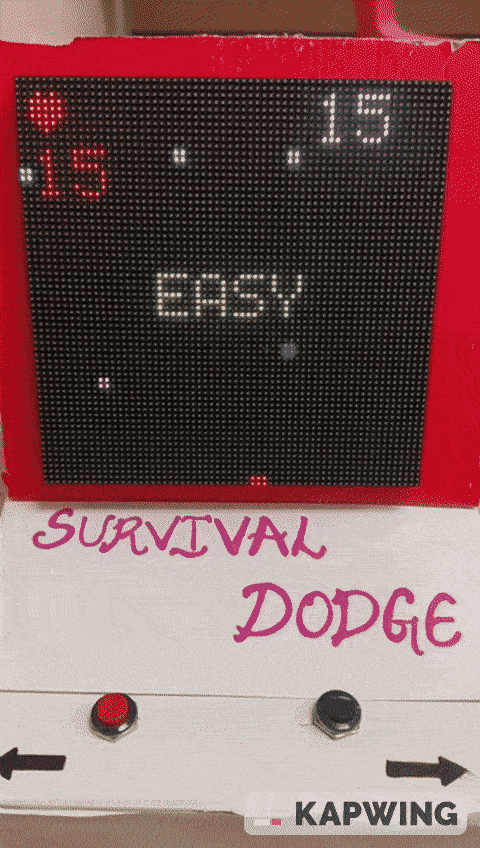 15
15
EASY
SURVIVAL
DODGE
KAPWING